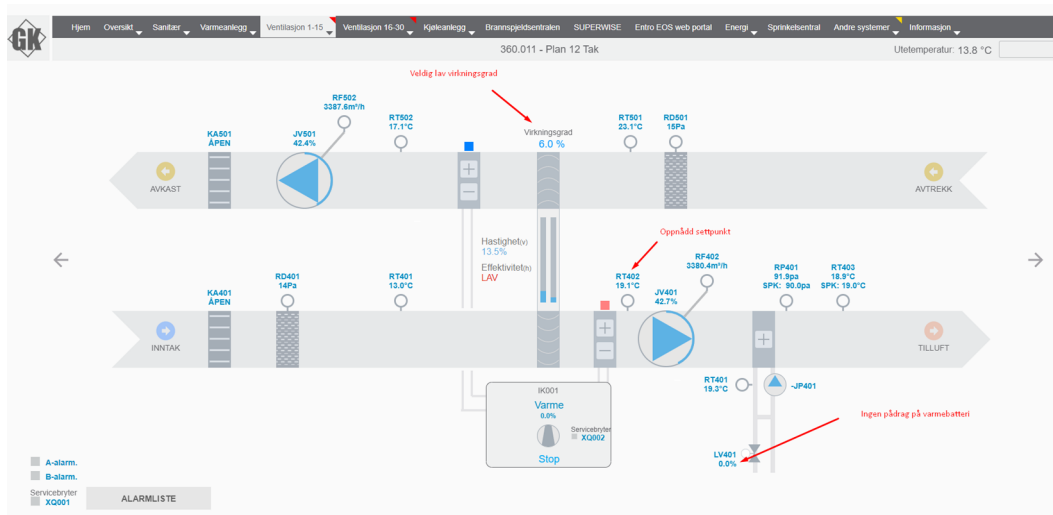 GK
Hjem Oversikt Sanitær Varmeanlegg Ventilasjon 1-15 Ventilasjon 16-30 Kjøleanlegg Brannspjeldsentralen SUPERWISE Entro EOS web portal Energi Sprinkelsentral Andre systemer Informasjon
360.011 - Plan 12 Tak
Utetemperatur: 13.8 °C
Veldig lav virkningsgrad
RF502
3387.6m³/h
KA501
ÅPEN
JV501
42.4%
RT502
17.1°C
Virkningsgrad
6.0 %
RT501
23.1°C
RD501
15Pa
AVKAST
AVTREKK
Hastighet(v)
13.5%
Effektivitet(h)
LAV
Oppnådd settpunkt
KA401
ÅPEN
RD401
14Pa
RT401
13.0°C
RT402
19.1°C
RF402
3380.4m³/h
JV401
42.7%
RP401
91.9pa
SPK: 90.0pa
RT403
18.9°C
SPK: 19.0°C
INNTAK
TILLUFT
IK001
Varme
0.0%
Servicebryter
XQ002
Stop
RT401
19.3°C
-JP401
Ingen pådrag på varmebatteri
LV401
0.0%
A-alarm.
B-alarm.
Servicebryter
XQ001
ALARMLISTE